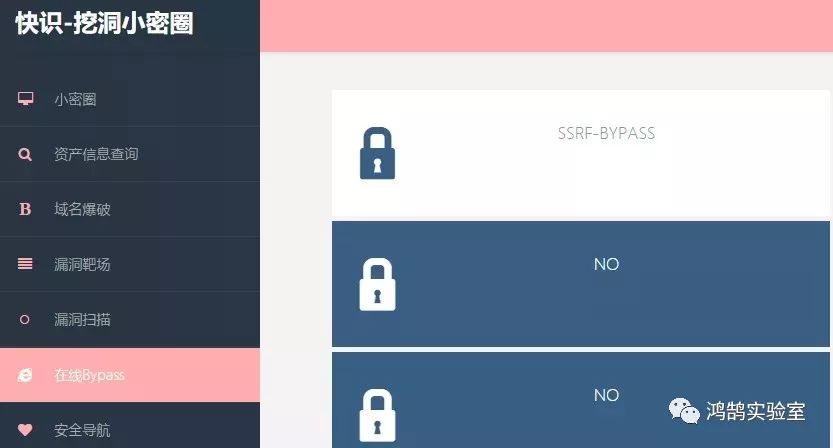 快识-挖洞小密圈
小密圈
资产信息查询
B 域名爆破
漏洞靶场
漏洞扫描
在线Bypass
安全导航
SSRF-BYPASS
NO
NO
鸿鹄实验室